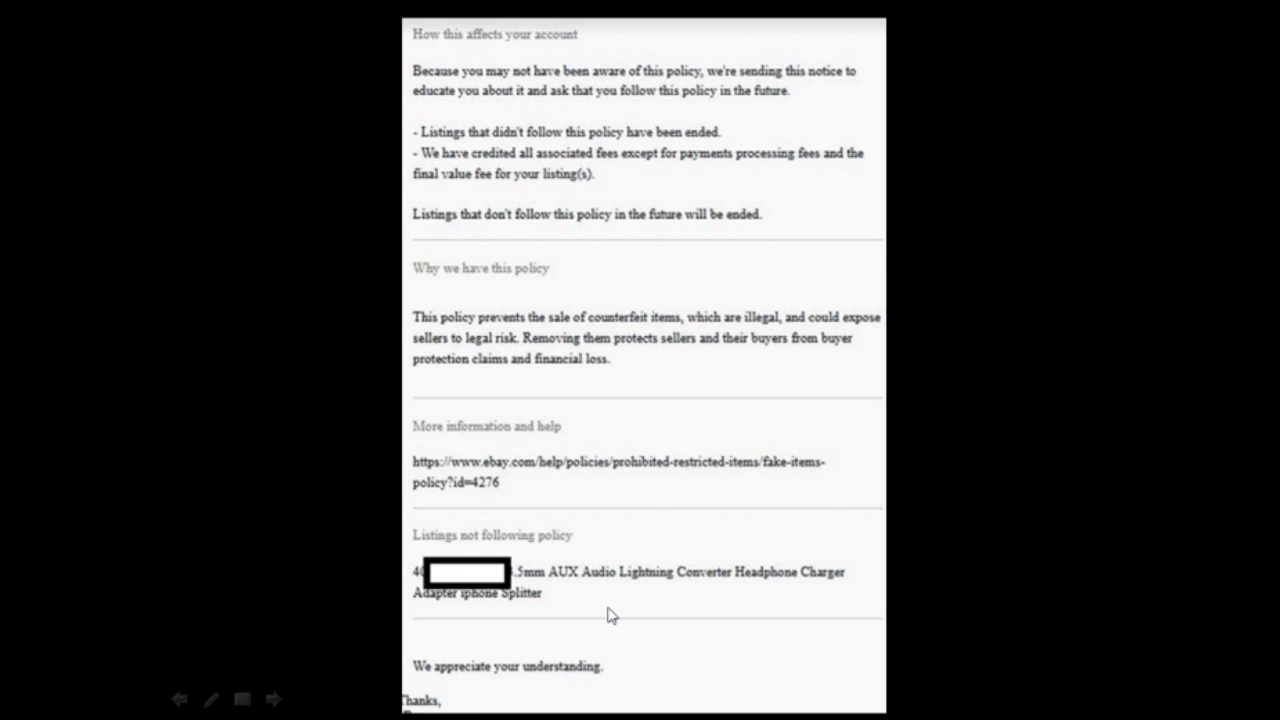 How this affects your account
Because you may not have been aware of this policy, we're sending this notice to
educate you about it and ask that you follow this policy in the future.
- Listings that didn't follow this policy have been ended.
- We have credited all associated fees except for payments processing fees and the
final value fee for your listing(s).
Listings that don't follow this policy in the future will be ended.
Why we have this policy
This policy prevents the sale of counterfeit items, which are illegal, and could expose
sellers to legal risk. Removing them protects sellers and their buyers from buyer
protection claims and financial loss.
More information and help
https://www.ebay.com/help/policies/prohibited-restricted-items/fake-items-
policy?id=4276
Listings not following policy
40 .5mm AUX Audio Lightning Converter Headphone Charger
Adapter iphone Splitter
We appreciate your understanding.
Thanks,